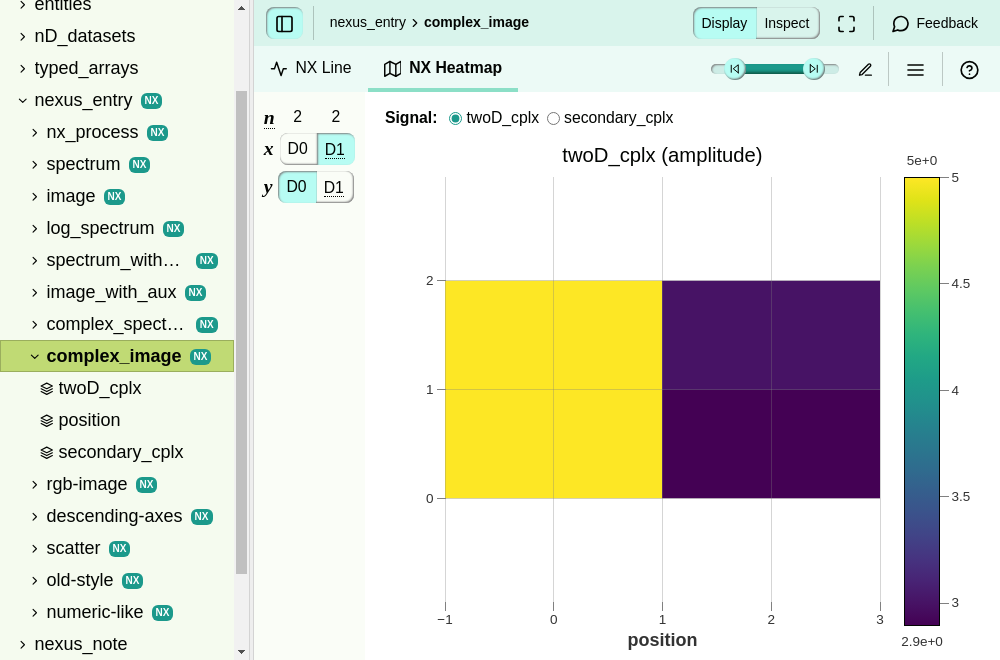 entities
nD_datasets
typed_arrays
nexus_entry NX
nx_process NX
spectrum NX
image NX
log_spectrum NX
spectrum_with… NX
image_with_aux NX
complex_spect… NX
complex_image NX
twoD_cplx
position
secondary_cplx
rgb-image NX
descending-axes NX
scatter NX
old-style NX
numeric-like NX
nexus_note
nexus_entry › complex_image
Display Inspect
Feedback
NX Line NX Heatmap
n 2 2
x D0 D1
y D0 D1
Signal: twoD_cplx secondary_cplx
twoD_cplx (amplitude)
2
1
0
−1 0 1 2 3
position
5e+0
5
4.5
4
3.5
3
2.9e+0